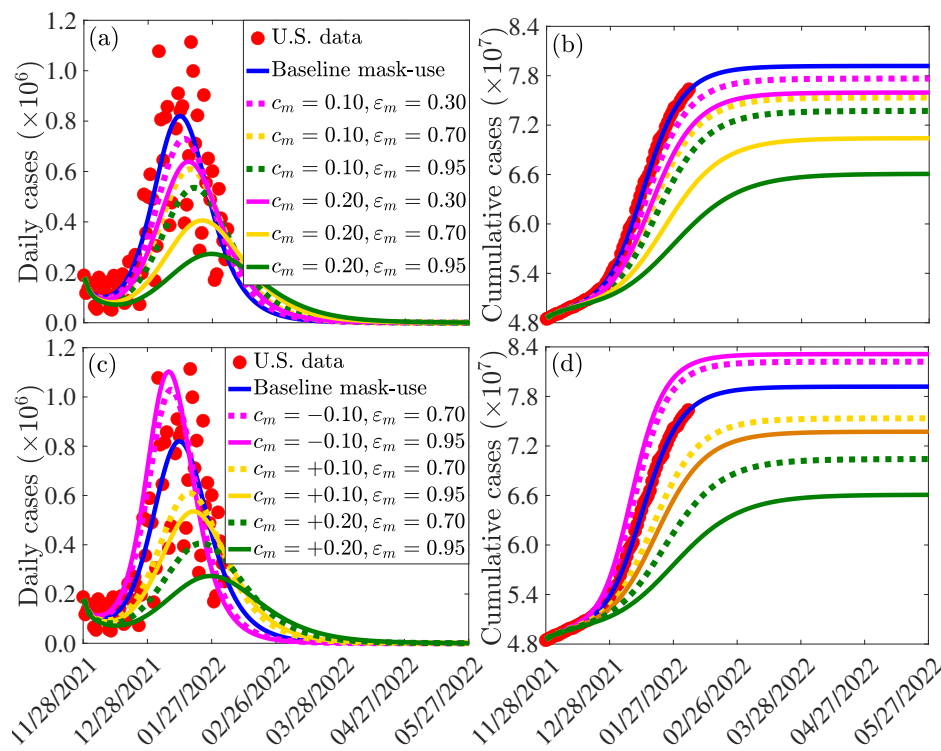 (a)
U.S. data
Baseline mask-use
c_m = 0.10, ε_m = 0.30
c_m = 0.10, ε_m = 0.70
c_m = 0.10, ε_m = 0.95
c_m = 0.20, ε_m = 0.30
c_m = 0.20, ε_m = 0.70
c_m = 0.20, ε_m = 0.95
Daily cases (×10^6)
1.2
1.0
0.8
0.6
0.4
0.2
0.0
(b)
Cumulative cases (×10^7)
8.4
7.8
7.2
6.6
6.0
5.4
4.8
(c)
U.S. data
Baseline mask-use
c_m = −0.10, ε_m = 0.70
c_m = −0.10, ε_m = 0.95
c_m = +0.10, ε_m = 0.70
c_m = +0.10, ε_m = 0.95
c_m = +0.20, ε_m = 0.70
c_m = +0.20, ε_m = 0.95
Daily cases (×10^6)
1.2
1.0
0.8
0.6
0.4
0.2
0.0
11/28/2021
12/28/2021
01/27/2022
02/26/2022
03/28/2022
04/27/2022
05/27/2022
(d)
Cumulative cases (×10^7)
8.4
7.8
7.2
6.6
6.0
5.4
4.8
11/28/2021
12/28/2021
01/27/2022
02/26/2022
03/28/2022
04/27/2022
05/27/2022